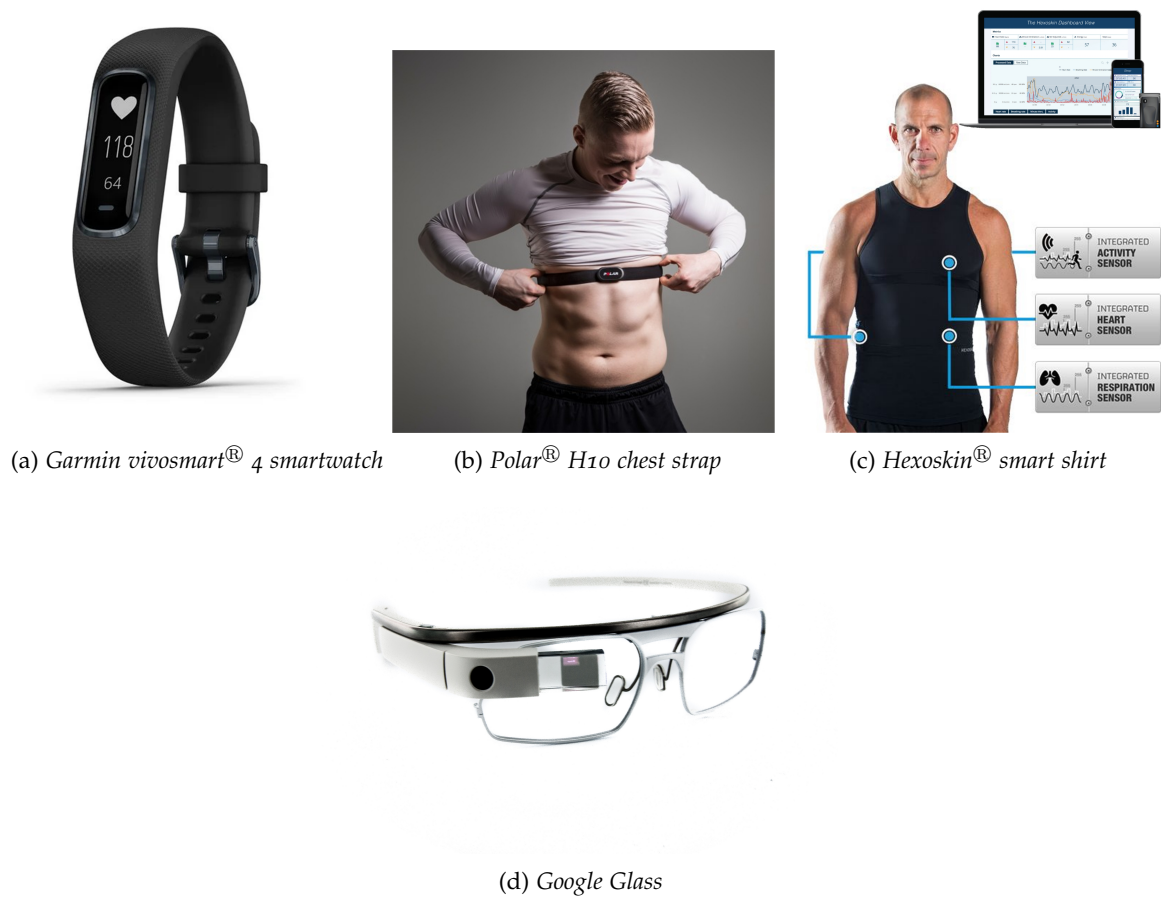 118
64
POLAR
The Hexoskin Dashboard View
INTEGRATED
ACTIVITY
SENSOR
INTEGRATED
HEART
SENSOR
INTEGRATED
RESPIRATION
SENSOR
(a) Garmin vivosmart® 4 smartwatch
(b) Polar® H10 chest strap
(c) Hexoskin® smart shirt
(d) Google Glass